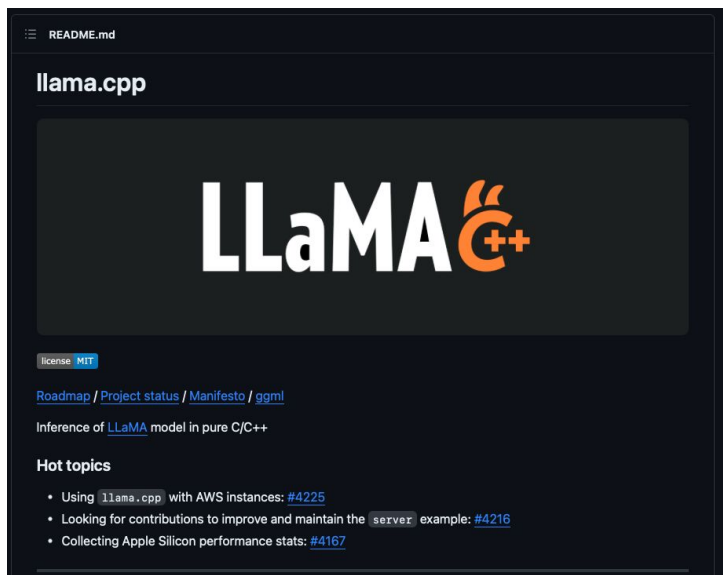 README.md
llama.cpp
LLaMA C++
license MIT
Roadmap / Project status / Manifesto / ggml
Inference of LLaMA model in pure C/C++
Hot topics
• Using llama.cpp with AWS instances: #4225
• Looking for contributions to improve and maintain the server example: #4216
• Collecting Apple Silicon performance stats: #4167